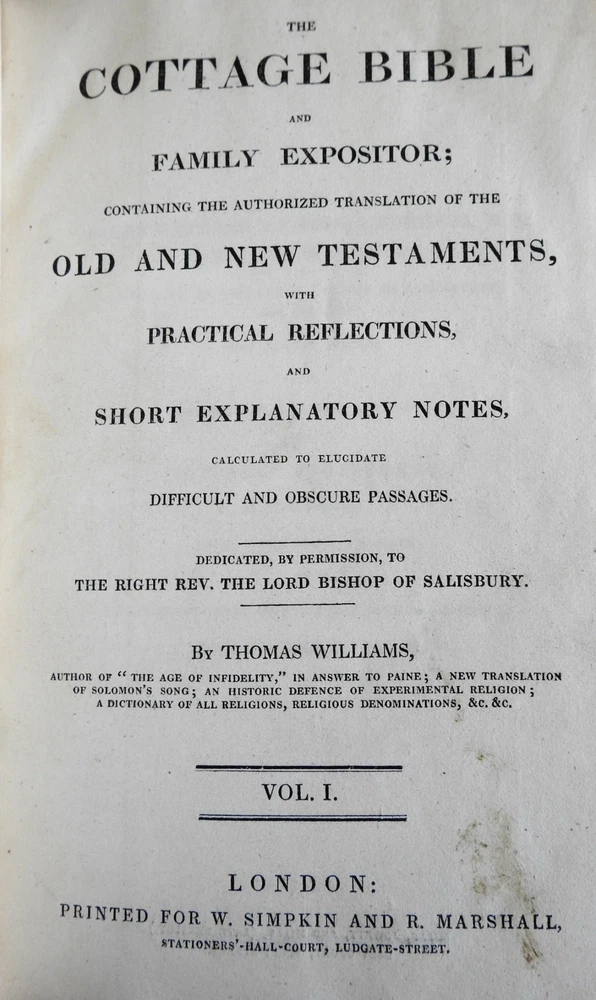 THE
COTTAGE BIBLE
AND
FAMILY EXPOSITOR;
CONTAINING THE AUTHORIZED TRANSLATION OF THE
OLD AND NEW TESTAMENTS,
WITH
PRACTICAL REFLECTIONS,
AND
SHORT EXPLANATORY NOTES,
CALCULATED TO ELUCIDATE
DIFFICULT AND OBSCURE PASSAGES.
DEDICATED, BY PERMISSION, TO
THE RIGHT REV. THE LORD BISHOP OF SALISBURY.
BY THOMAS WILLIAMS,
AUTHOR OF "THE AGE OF INFIDELITY," IN ANSWER TO PAINE; A NEW TRANSLATION
OF SOLOMON'S SONG; AN HISTORIC DEFENCE OF EXPERIMENTAL RELIGION;
A DICTIONARY OF ALL RELIGIONS, RELIGIOUS DENOMINATIONS, &C. &C.
VOL. I.
LONDON:
PRINTED FOR W. SIMPKIN AND R. MARSHALL,
STATIONERS'-HALL-COURT, LUDGATE-STREET.